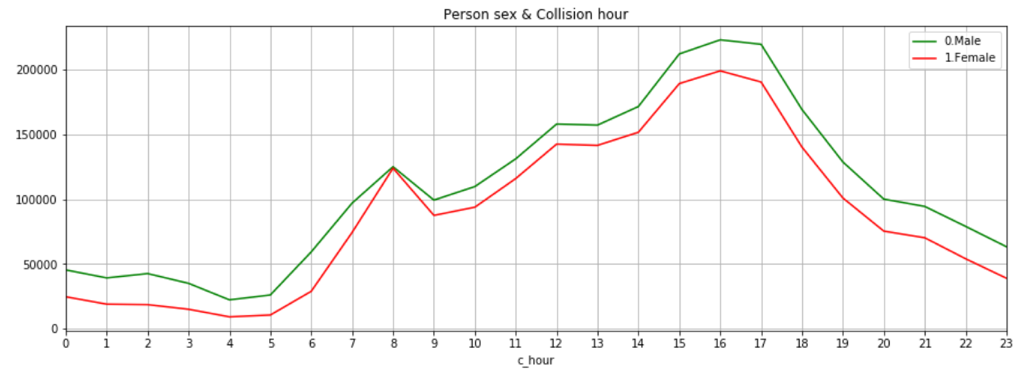 Person sex & Collision hour
0.Male
1.Female
200000
150000
100000
50000
0
0 1 2 3 4 5 6 7 8 9 10 11 12 13 14 15 16 17 18 19 20 21 22 23
c_hour